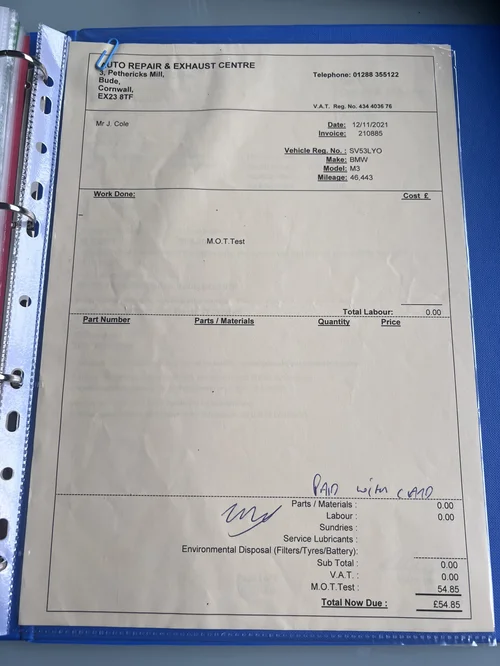 AUTO REPAIR & EXHAUST CENTRE
3, Pethericks Mill,
Bude,
Cornwall,
EX23 8TF
Telephone: 01288 355122
V.A.T. Reg. No. 434 4036 76
Mr J. Cole
Date: 12/11/2021
Invoice: 210885
Vehicle Reg. No. : SV53LYO
Make: BMW
Model: M3
Mileage: 46,443
Work Done: Cost £
M.O.T.Test
Total Labour: 0.00
Part Number Parts / Materials Quantity Price
PAID with CARD
Parts / Materials : 0.00
Labour : 0.00
Sundries :
Service Lubricants :
Environmental Disposal (Filters/Tyres/Battery):
Sub Total : 0.00
V.A.T. : 0.00
M.O.T.Test : 54.85
Total Now Due : £54.85